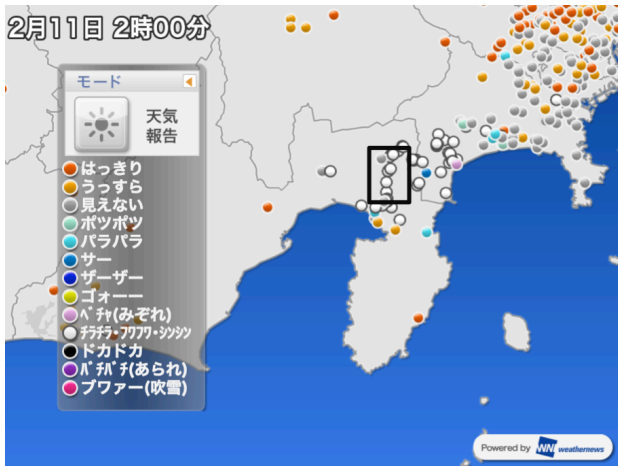 2月11日 2時00分
モード
天気
報告
はっきり
うっすら
見えない
ポツポツ
パラパラ
サー
ザーザー
ゴォーー
ベチャ(みぞれ)
チラチラ・フワフワ・シンシン
ドカドカ
バチバチ(あられ)
ブワァー(吹雪)
Powered by WNI weathernews